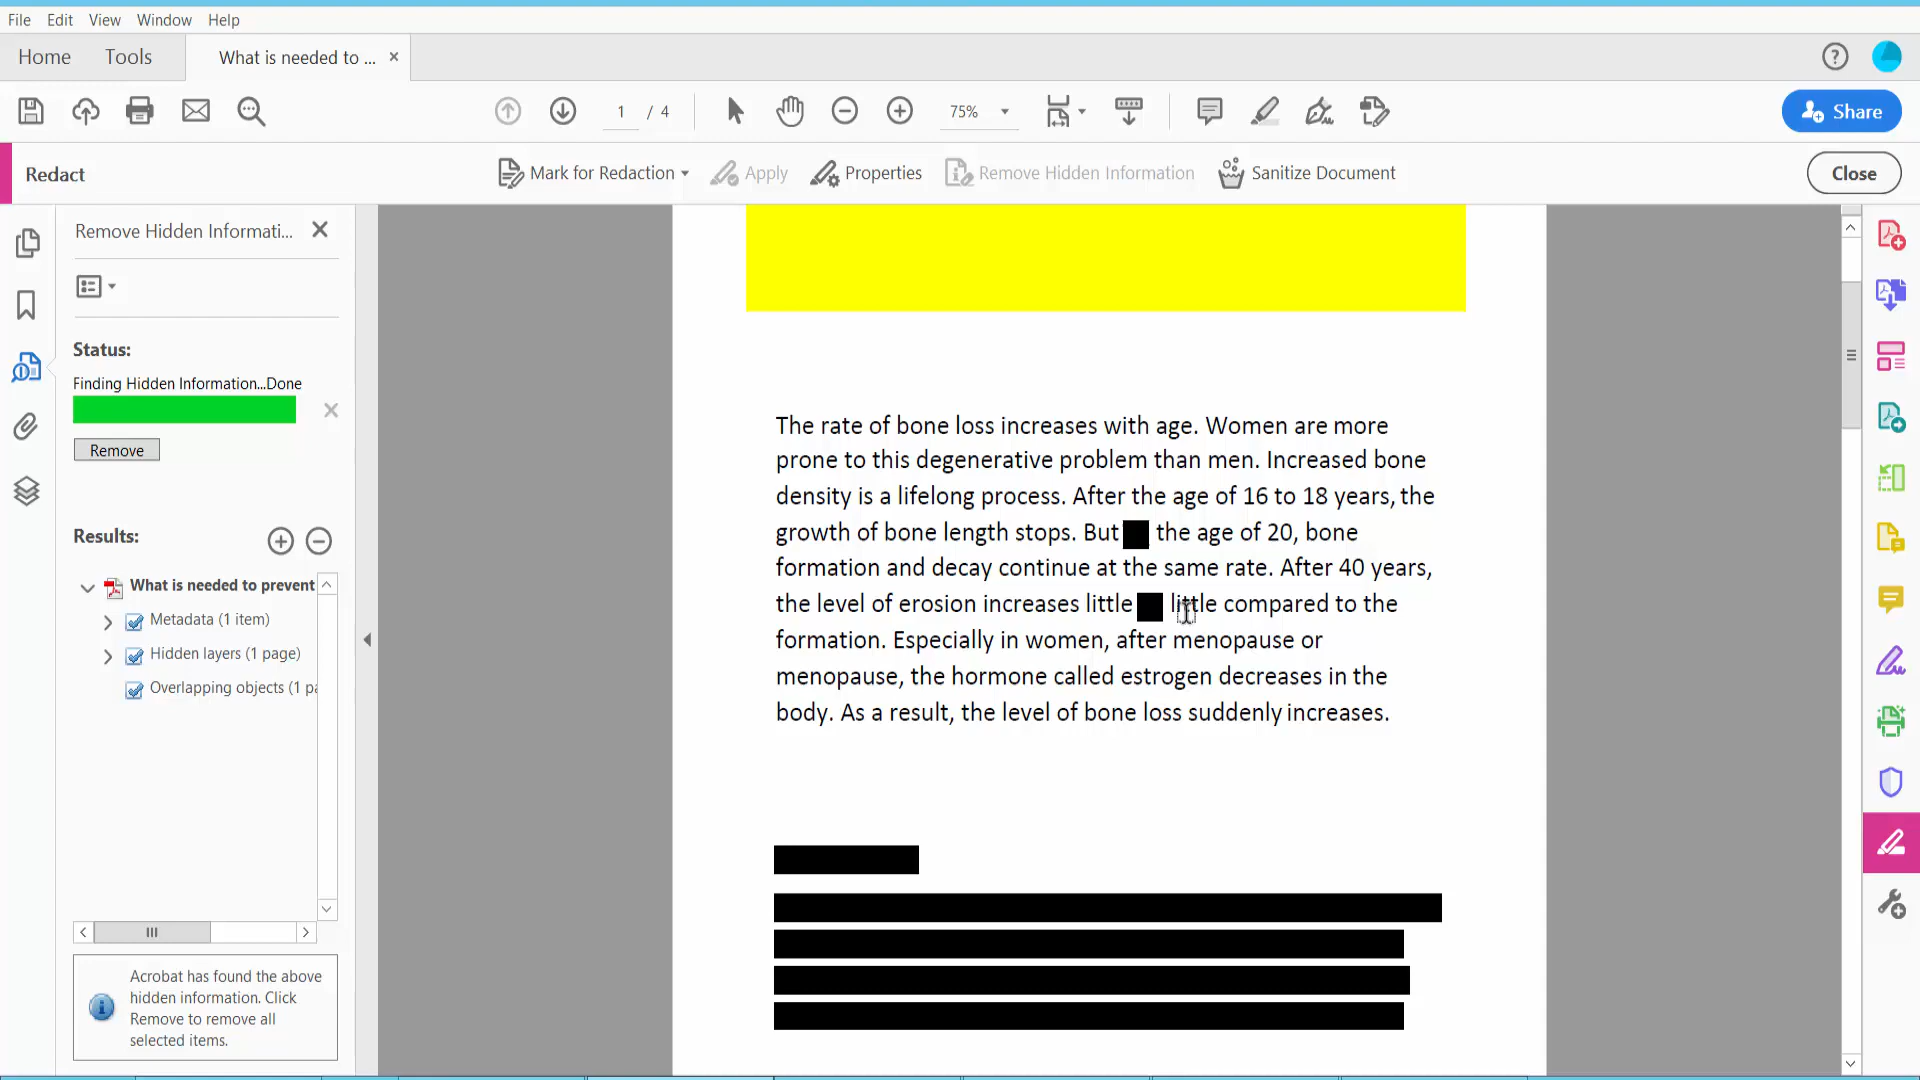 File Edit View Window Help
Home Tools What is needed to ... ×
1 / 4 75% Share
Redact Mark for Redaction Apply Properties Remove Hidden Information Sanitize Document Close
Remove Hidden Informati...
Status:
Finding Hidden Information...Done
Remove
Results:
What is needed to prevent
Metadata (1 item)
Hidden layers (1 page)
Overlapping objects (1 pa
Acrobat has found the above
hidden information. Click
Remove to remove all
selected items.
The rate of bone loss increases with age. Women are more
prone to this degenerative problem than men. Increased bone
density is a lifelong process. After the age of 16 to 18 years, the
growth of bone length stops. But the age of 20, bone
formation and decay continue at the same rate. After 40 years,
the level of erosion increases little little compared to the
formation. Especially in women, after menopause or
menopause, the hormone called estrogen decreases in the
body. As a result, the level of bone loss suddenly increases.